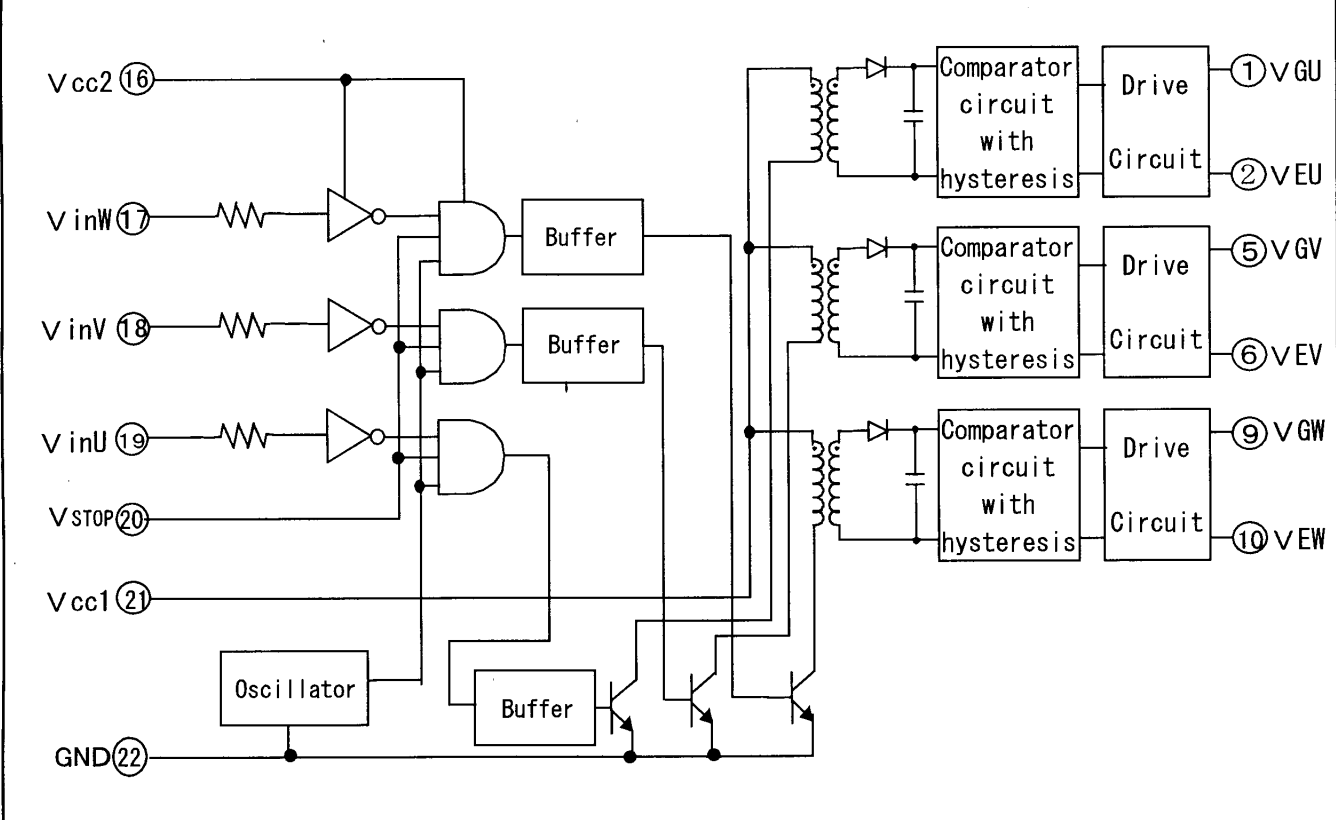 Vcc2 16
VinW 17
VinV 18
VinU 19
VSTOP 20
Vcc1 21
GND 22
Buffer
Buffer
Buffer
Oscillator
Comparator
circuit
with
hysteresis
Drive
Circuit
1 VGU
2 VEU
Comparator
circuit
with
hysteresis
Drive
Circuit
5 VGV
6 VEV
Comparator
circuit
with
hysteresis
Drive
Circuit
9 VGW
10 VEW